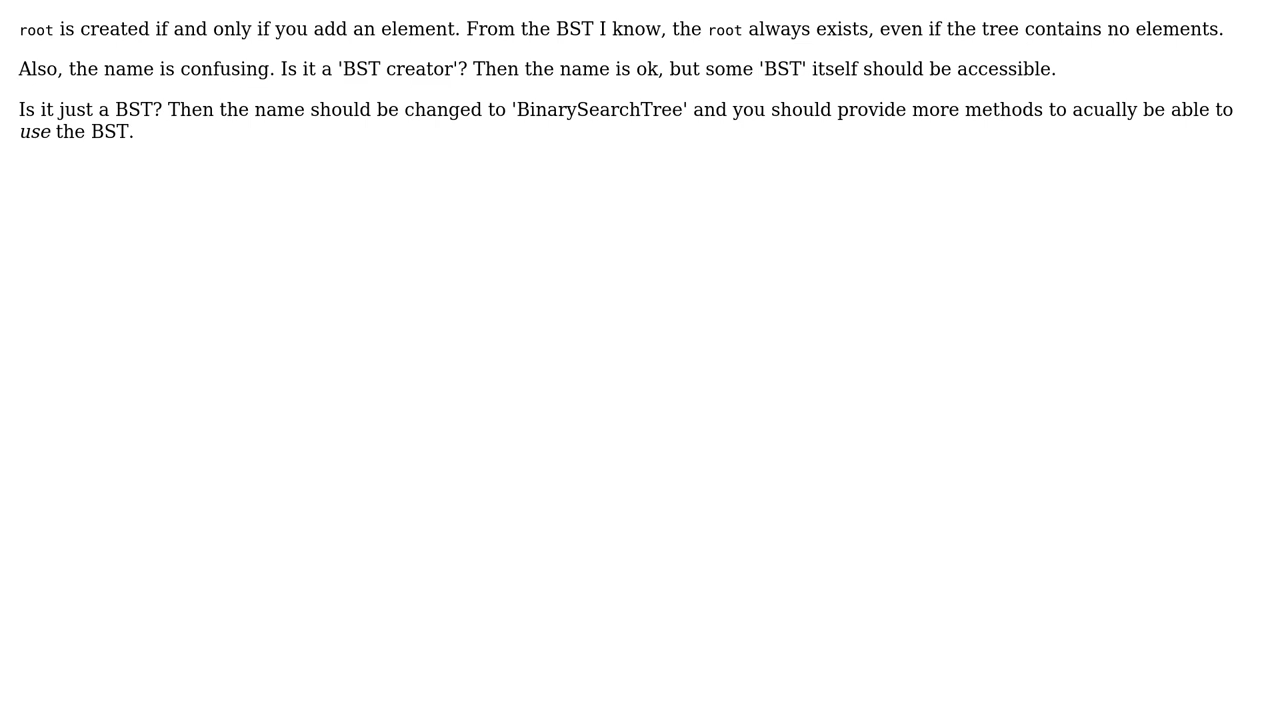 root is created if and only if you add an element. From the BST I know, the root always exists, even if the tree contains no elements.
Also, the name is confusing. Is it a 'BST creator'? Then the name is ok, but some 'BST' itself should be accessible.
Is it just a BST? Then the name should be changed to 'BinarySearchTree' and you should provide more methods to acually be able to
use the BST.